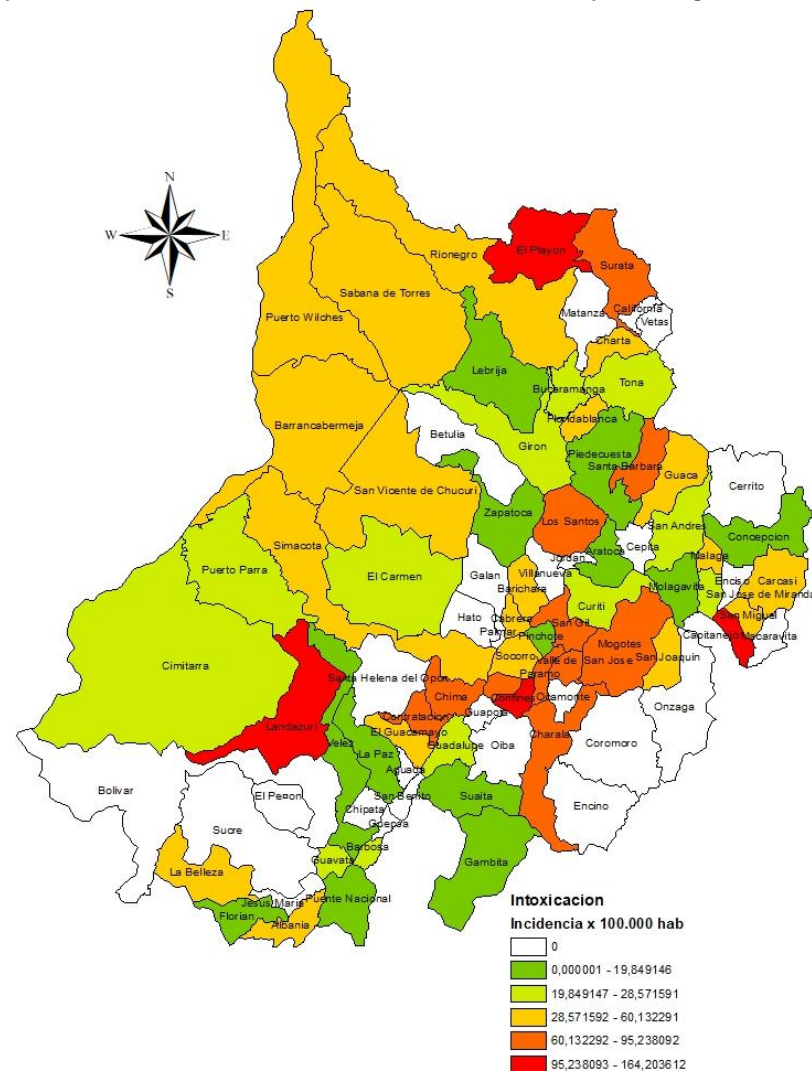 N
W
E
S
Rionegro
El Playon
Surata
Sabana de Torres
Puerto Wilches
Matanza
California
Vetas
Charta
Lebrija
Bucaramanga
Tona
Floridablanca
Barrancabermeja
Betulia
Giron
Piedecuesta
Santa Barbara
Guaca
Cerrito
San Vicente de Chucuri
Zapatoca
Los Santos
San Andres
Concepcion
Simacota
Jordan
Aratoca
Cepita
Malaga
Puerto Parra
El Carmen
Galan
Villanueva
Barichara
Curiti
Molagavita
Enciso
Carcasi
San Jose de Miranda
Hato
Cabrera
Palmar
San Gil
Pinchote
Mogotes
San Miguel
Capitanejo
Macaravita
Cimitarra
Socorro
Valle de San Jose
San Joaquin
Santa Helena del Opon
Paramo
Chima
Confines
Ocamonte
Onzaga
Landazuri
Contratacion
Guapota
El Guacamayo
Charala
Velez
La Paz
Guadalupe
Oiba
Coromoro
Aguada
Bolivar
El Pe¤on
San Benito
Suaita
Encino
Chipata
Guepsa
Sucre
Barbosa
Guavata
Gambita
La Belleza
Puente Nacional
Jesus Maria
Florian
Albania
Intoxicacion
Incidencia x 100.000 hab
0
0,000001 - 19,849146
19,849147 - 28,571591
28,571592 - 60,132291
60,132292 - 95,238092
95,238093 - 164,203612